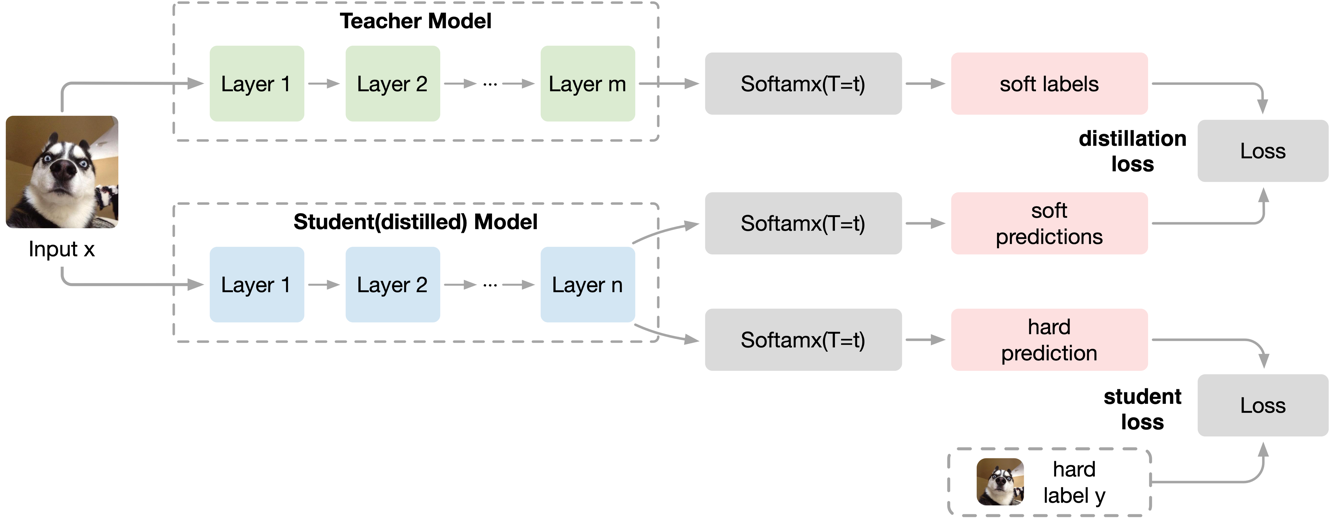 Teacher Model
Layer 1
Layer 2
...
Layer m
Softamx(T=t)
soft labels
distillation
loss
Loss
Input x
Student(distilled) Model
Layer 1
Layer 2
...
Layer n
Softamx(T=t)
soft
predictions
Softamx(T=t)
hard
prediction
student
loss
Loss
hard
label y